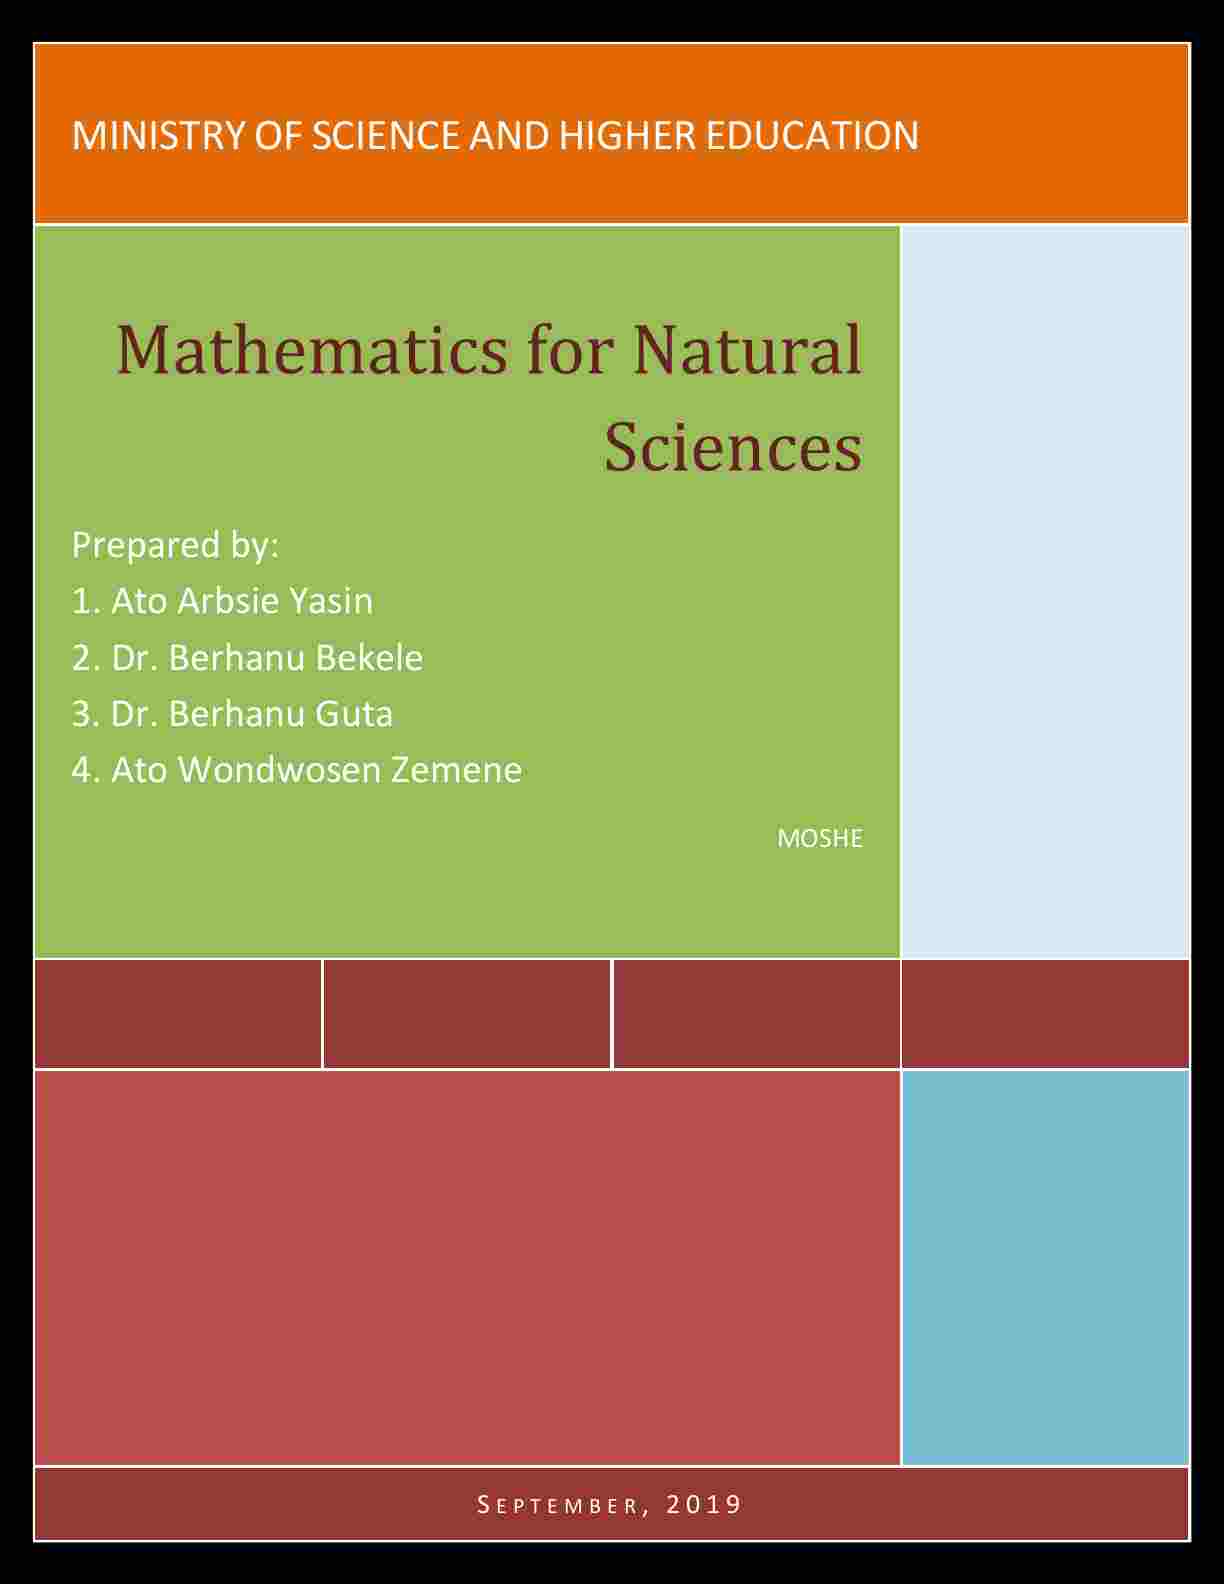 MINISTRY OF SCIENCE AND HIGHER EDUCATION
Mathematics for Natural
Sciences
Prepared by:
1. Ato Arbsie Yasin
2. Dr. Berhanu Bekele
3. Dr. Berhanu Guta
4. Ato Wondwosen Zemene
MOSHE
SEPTEMBER, 2019